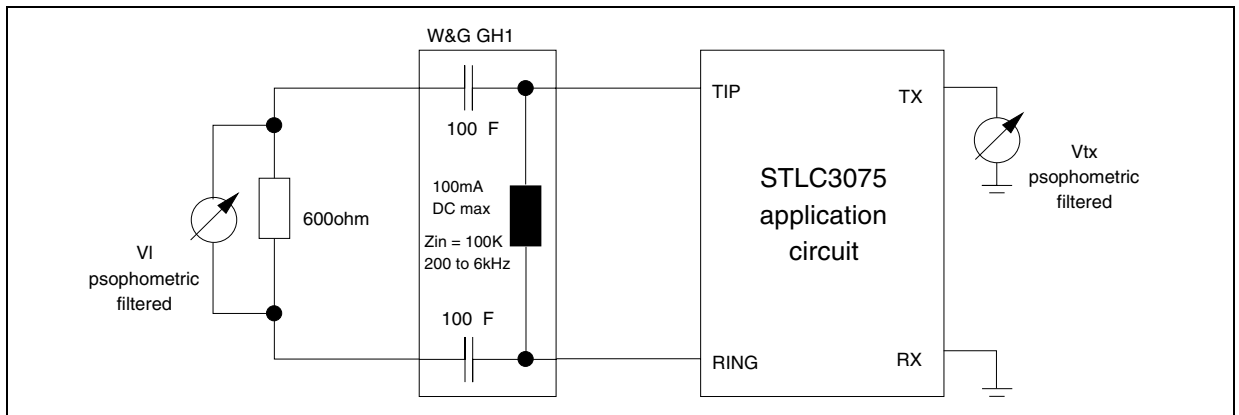 W&G GH1
100 F
TIP
TX
Vtx
psophometric
filtered
100mA
DC max
Zin = 100K
200 to 6kHz
STLC3075
application
circuit
600ohm
Vl
psophometric
filtered
100 F
RING
RX